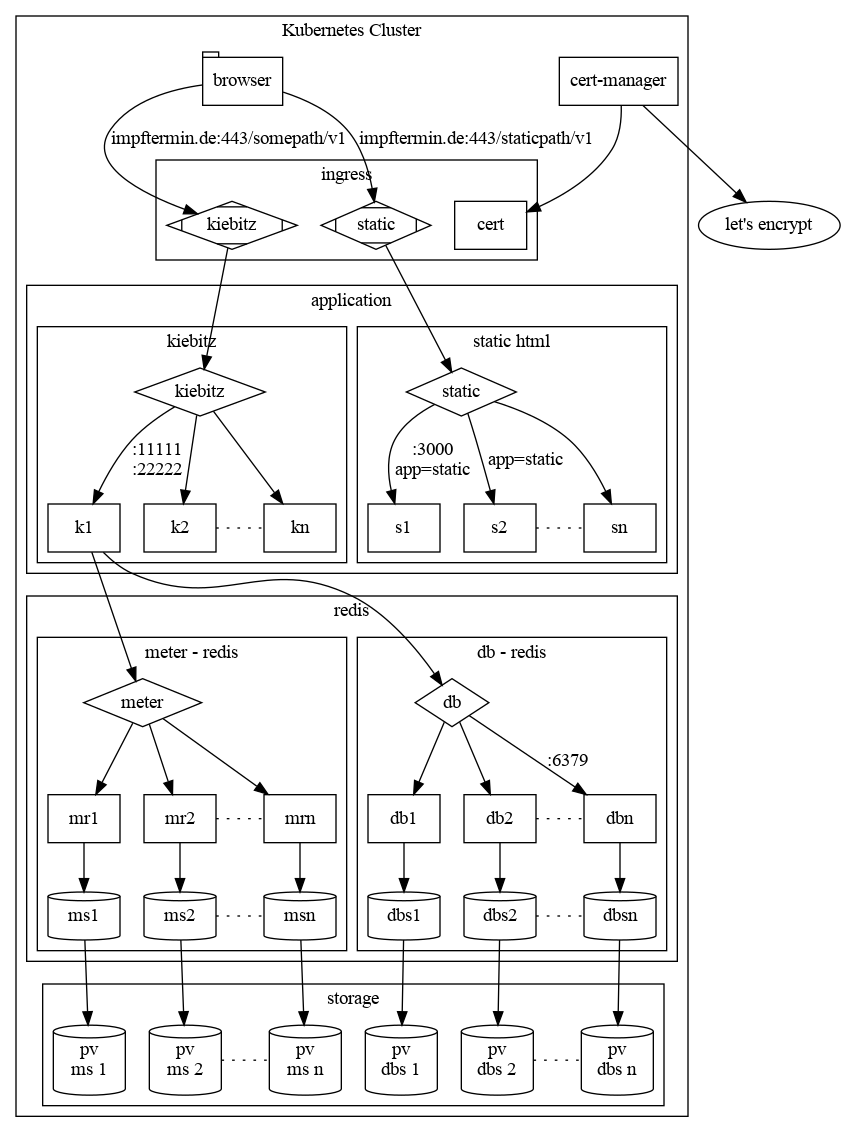 Kubernetes Cluster
browser
cert-manager
impftermin.de:443/somepath/v1
impftermin.de:443/staticpath/v1
ingress
kiebitz
static
cert
let's encrypt
application
kiebitz
static html
kiebitz
static
:11111
:22222
:3000
app=static
app=static
k1
k2
kn
s1
s2
sn
redis
meter - redis
db - redis
meter
db
:6379
mr1
mr2
mrn
db1
db2
dbn
ms1
ms2
msn
dbs1
dbs2
dbsn
storage
pv
ms 1
pv
ms 2
pv
ms n
pv
dbs 1
pv
dbs 2
pv
dbs n